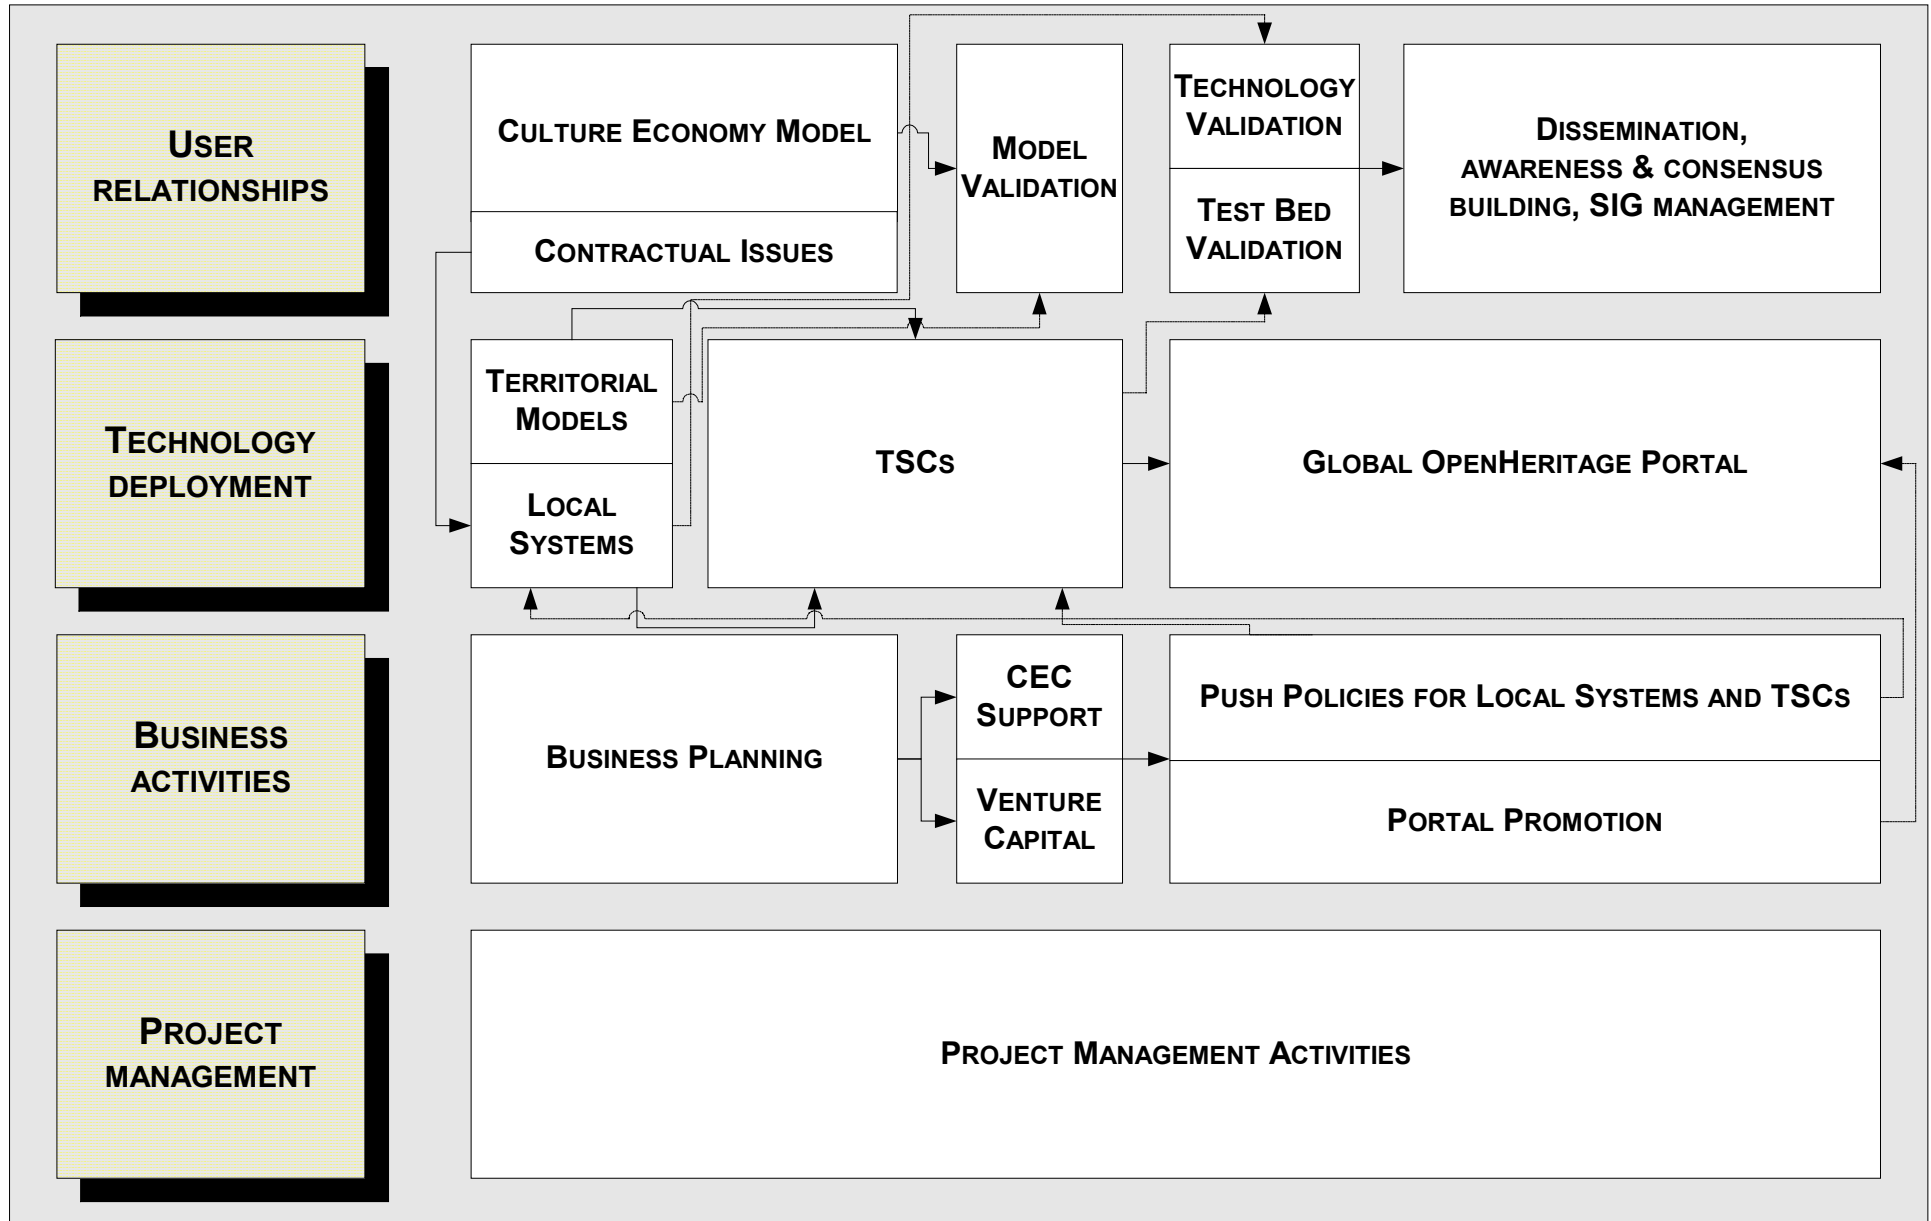 USER
RELATIONSHIPS
CULTURE ECONOMY MODEL
CONTRACTUAL ISSUES
MODEL
VALIDATION
TECHNOLOGY
VALIDATION
TEST BED
VALIDATION
DISSEMINATION,
AWARENESS & CONSENSUS
BUILDING, SIG MANAGEMENT
TECHNOLOGY
DEPLOYMENT
TERRITORIAL
MODELS
LOCAL
SYSTEMS
TSCS
GLOBAL OPENHERITAGE PORTAL
BUSINESS
ACTIVITIES
BUSINESS PLANNING
CEC
SUPPORT
VENTURE
CAPITAL
PUSH POLICIES FOR LOCAL SYSTEMS AND TSCS
PORTAL PROMOTION
PROJECT
MANAGEMENT
PROJECT MANAGEMENT ACTIVITIES